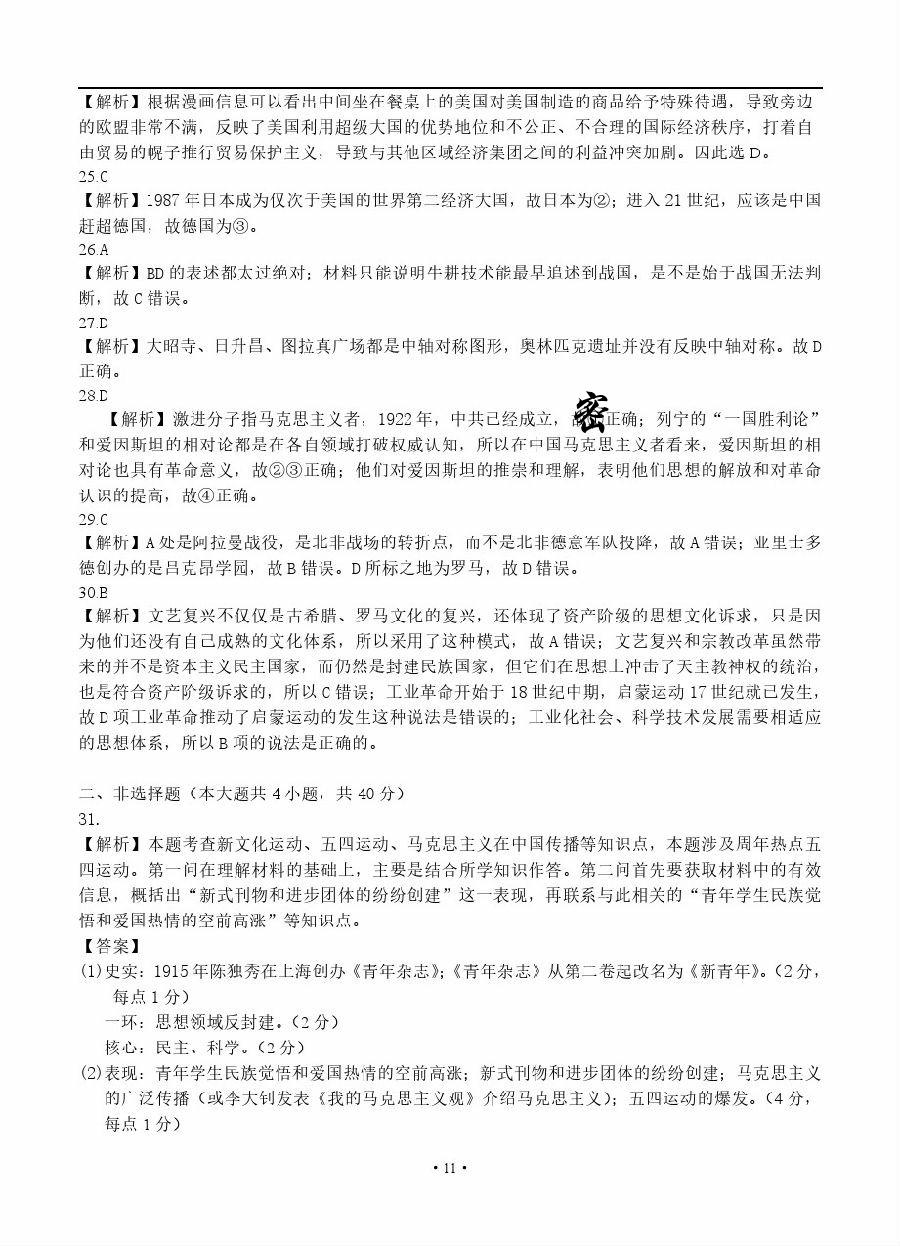 【解析】根据漫画信息可以看出中间坐在餐桌上的美国对美国制造的商品给予特殊待遇，导致旁边
的欧盟非常不满，反映了美国利用超级大国的优势地位和不公正、不合理的国际经济秩序，打着自
由贸易的幌子推行贸易保护主义，导致与其他区域经济集团之间的利益冲突加剧。因此选 D。
25.C
【解析】1987 年日本成为仅次于美国的世界第二经济大国，故日本为②；进入 21 世纪，应该是中国
赶超德国，故德国为③。
26.A
【解析】BD 的表述都太过绝对；材料只能说明牛耕技术能最早追述到战国，是不是始于战国无法判
断，故 C 错误。
27.D
【解析】大昭寺、日升昌、图拉真广场都是中轴对称图形，奥林匹克遗址并没有反映中轴对称。故 D
正确。
28.D
【解析】激进分子指马克思主义者，1922 年，中共已经成立，故 密 正确；列宁的“一国胜利论”
和爱因斯坦的相对论都是在各自领域打破权威认知，所以在中国马克思主义者看来，爱因斯坦的相
对论也具有革命意义，故②③正确；他们对爱因斯坦的推崇和理解，表明他们思想的解放和对革命
认识的提高，故④正确。
29.C
【解析】A 处是阿拉曼战役，是北非战场的转折点，而不是北非德意军队投降，故 A 错误；亚里士多
德创办的是吕克昂学园，故 B 错误。D 所标之地为罗马，故 D 错误。
30.B
【解析】文艺复兴不仅仅是古希腊、罗马文化的复兴，还体现了资产阶级的思想文化诉求，只是因
为他们还没有自己成熟的文化体系，所以采用了这种模式，故 A 错误；文艺复兴和宗教改革虽然带
来的并不是资本主义民主国家，而仍然是封建民族国家，但它们在思想上冲击了天主教神权的统治，
也是符合资产阶级诉求的，所以 C 错误；工业革命开始于 18 世纪中期，启蒙运动 17 世纪就已发生，
故 D 项工业革命推动了启蒙运动的发生这种说法是错误的；工业化社会、科学技术发展需要相适应
的思想体系，所以 B 项的说法是正确的。
二、非选择题（本大题共 4 小题，共 40 分）
31.
【解析】本题考查新文化运动、五四运动、马克思主义在中国传播等知识点，本题涉及周年热点五
四运动。第一问在理解材料的基础上，主要是结合所学知识作答。第二问首先要获取材料中的有效
信息，概括出“新式刊物和进步团体的纷纷创建”这一表现，再联系与此相关的“青年学生民族觉
悟和爱国热情的空前高涨”等知识点。
【答案】
(1)史实：1915 年陈独秀在上海创办《青年杂志》；《青年杂志》从第二卷起改名为《新青年》。（2 分，
每点 1 分）
一环：思想领域反封建。（2 分）
核心：民主、科学。（2 分）
(2)表现：青年学生民族觉悟和爱国热情的空前高涨；新式刊物和进步团体的纷纷创建；马克思主义
的广泛传播（或李大钊发表《我的马克思主义观》介绍马克思主义）；五四运动的爆发。（4 分，
每点 1 分）
· 11 ·